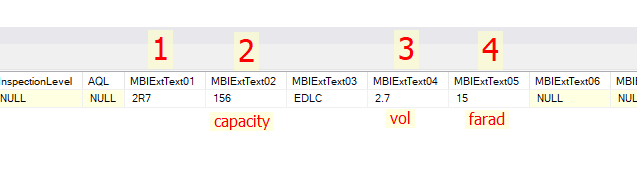 1 2 3 4
InspectionLevel AQL MBIExtText01 MBIExtText02 MBIExtText03 MBIExtText04 MBIExtText05 MBIExtText06
NULL NULL 2R7 156 EDLC 2.7 15 NULL
capacity vol farad